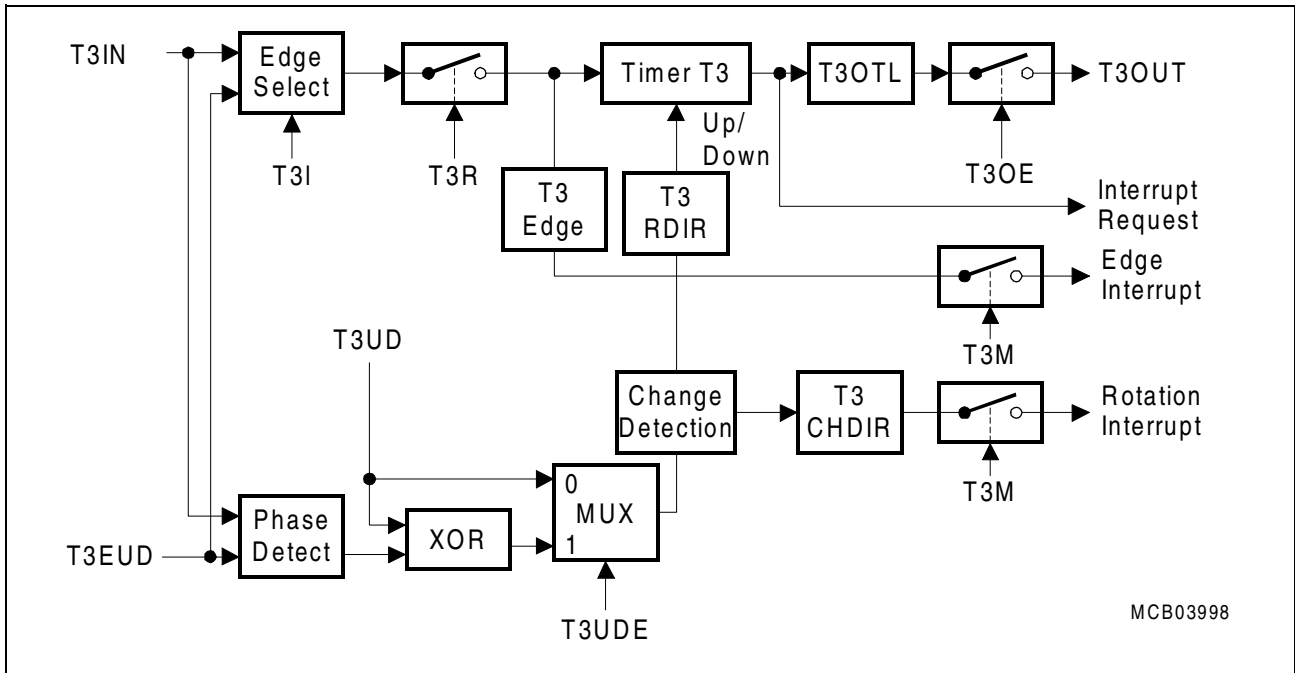 T3IN
Edge
Select
T3I
T3R
Timer T3
Up/
Down
T3OTL
T3OE
T3OUT
Interrupt
Request
T3
Edge
T3
RDIR
Edge
Interrupt
T3M
T3UD
Change
Detection
T3
CHDIR
Rotation
Interrupt
T3M
T3EUD
Phase
Detect
XOR
0
MUX
1
T3UDE
MCB03998